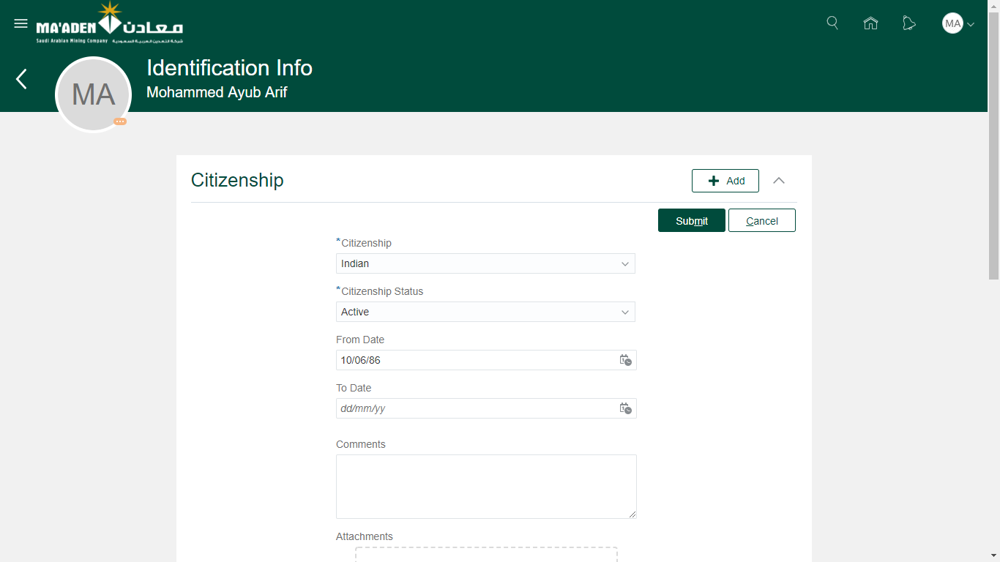 MA'ADEN معادن
Saudi Arabian Mining Company شركة التعدين العربية السعودية
MA
MA
Identification Info
Mohammed Ayub Arif
Citizenship
Add
Submit
Cancel
*Citizenship
Indian
*Citizenship Status
Active
From Date
10/06/86
To Date
dd/mm/yy
Comments
Attachments